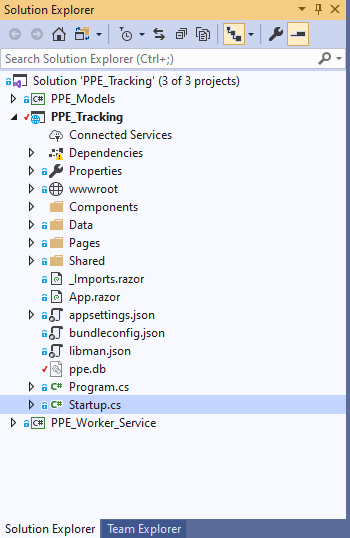 Solution Explorer
Search Solution Explorer (Ctrl+;)
Solution 'PPE_Tracking' (3 of 3 projects)
C# PPE_Models
PPE_Tracking
Connected Services
Dependencies
Properties
wwwroot
Components
Data
Pages
Shared
_Imports.razor
App.razor
appsettings.json
bundleconfig.json
libman.json
ppe.db
C# Program.cs
C# Startup.cs
C# PPE_Worker_Service
Solution Explorer Team Explorer